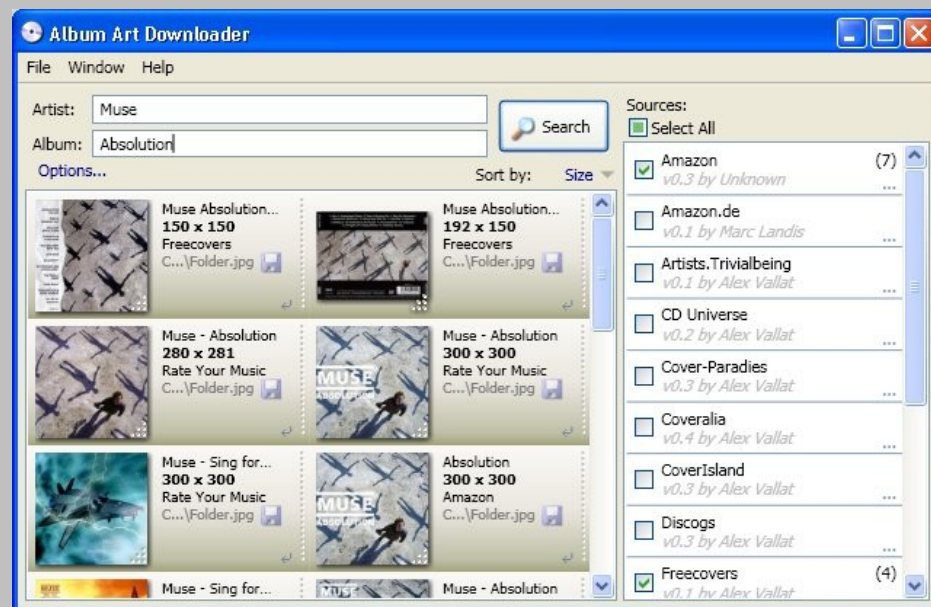 Album Art Downloader
File Window Help
Artist: Muse
Album: Absolution
Search
Options...
Sort by: Size
Sources:
Select All
Muse Absolution...
150 x 150
Freecovers
C...\Folder.jpg
Muse Absolution...
192 x 150
Freecovers
C...\Folder.jpg
Muse - Absolution
280 x 281
Rate Your Music
C...\Folder.jpg
MUSE
Muse - Absolution
300 x 300
Rate Your Music
C...\Folder.jpg
Muse - Sing for...
300 x 300
Rate Your Music
C...\Folder.jpg
MUSE
ABSOLUTION
Absolution
300 x 300
Amazon
C...\Folder.jpg
MUSE
Muse - Sing for...
MUSE
Muse - Absolution
Amazon (7)
v0.3 by Unknown
...
Amazon.de
v0.1 by Marc Landis
...
Artists.Trivialbeing
v0.1 by Alex Vallat
...
CD Universe
v0.2 by Alex Vallat
...
Cover-Paradies
v0.3 by Alex Vallat
...
Coveralia
v0.4 by Alex Vallat
...
CoverIsland
v0.3 by Alex Vallat
...
Discogs
v0.3 by Alex Vallat
...
Freecovers (4)
v0.1 by Alex Vallat